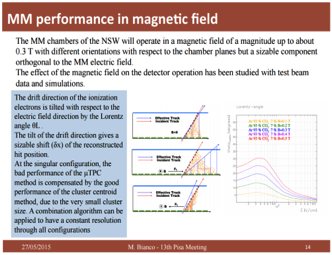 MM performance in magnetic field
The MM chambers of the NSW will operate in a magnetic field of a magnitude up to about
0.3 T with different orientations with respect to the chamber planes but a sizable component
orthogonal to the MM electric field.
The effect of the magnetic field on the detector operation has been studied with test beam
data and simulations.
The drift direction of the ionization
electrons is tilted with respect to the
electric field direction by the Lorentz
angle θL .
The tilt of the drift direction gives a
sizable shift (δx) of the reconstructed
hit position.
At the singular configuration, the
bad performance of the μTPC
method is compensated by the good
performance of the cluster centroid
method, due to the very small cluster
size. A combination algorithm can be
applied to have a constant resolution
through all configurations
Effective Track
Incident Track
B=0
Effective Track
Incident Track
Effective Track
Incident Track
Lorentz angle
27/05/2015
M. Bianco - 13th Pisa Meeting
14